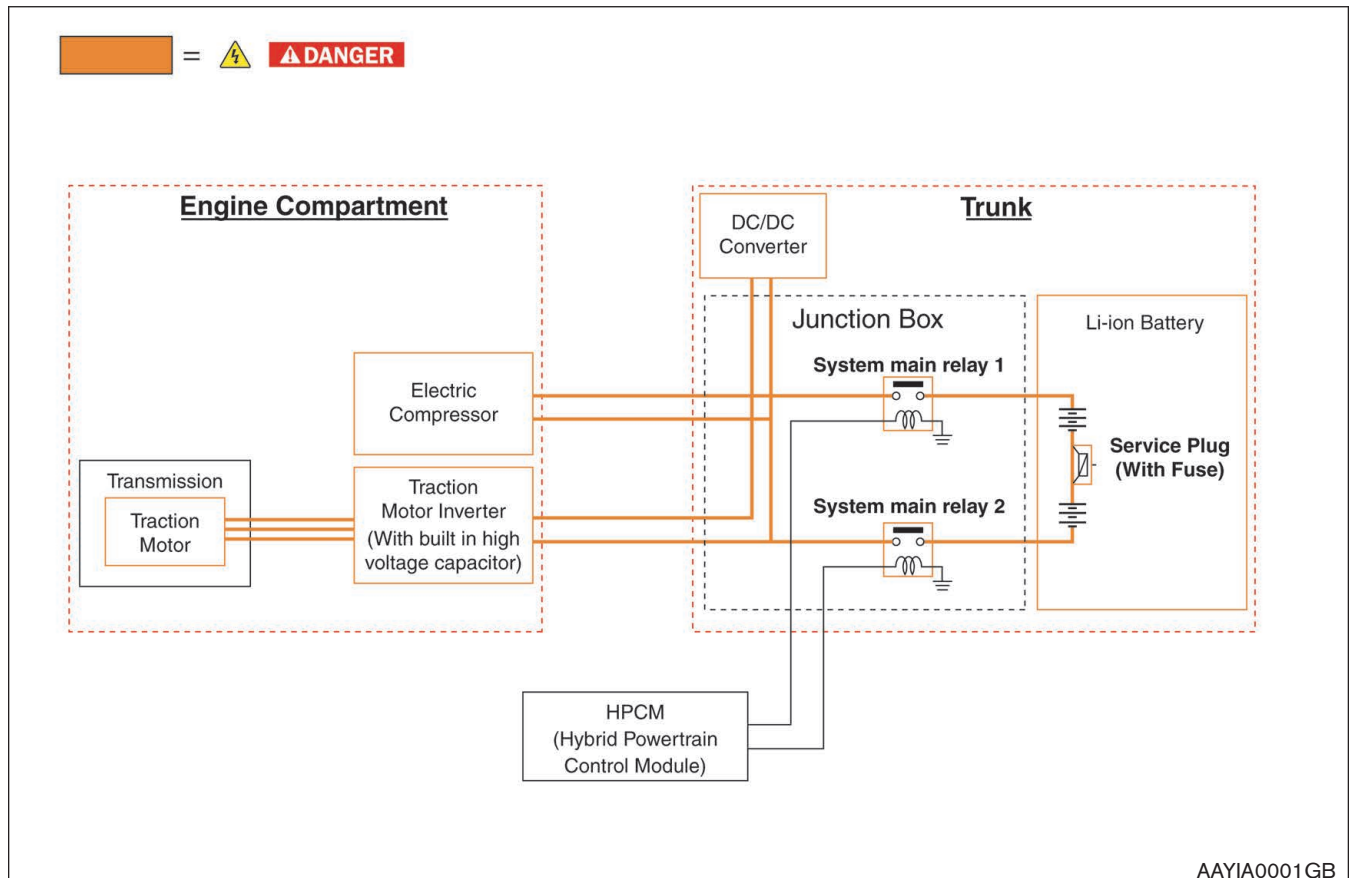 = DANGER
Engine Compartment
Trunk
DC/DC
Converter
Junction Box
Li-ion Battery
System main relay 1
Electric
Compressor
Service Plug
(With Fuse)
Transmission
Traction
Motor
Traction
Motor Inverter
(With built in high
voltage capacitor)
System main relay 2
HPCM
(Hybrid Powertrain
Control Module)
AAYIA0001GB